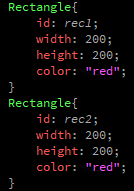 Rectangle{
id: rec1;
width: 200;
height: 200;
color: "red";
}
Rectangle{
id: rec2;
width: 200;
height: 200;
color: "red";
}